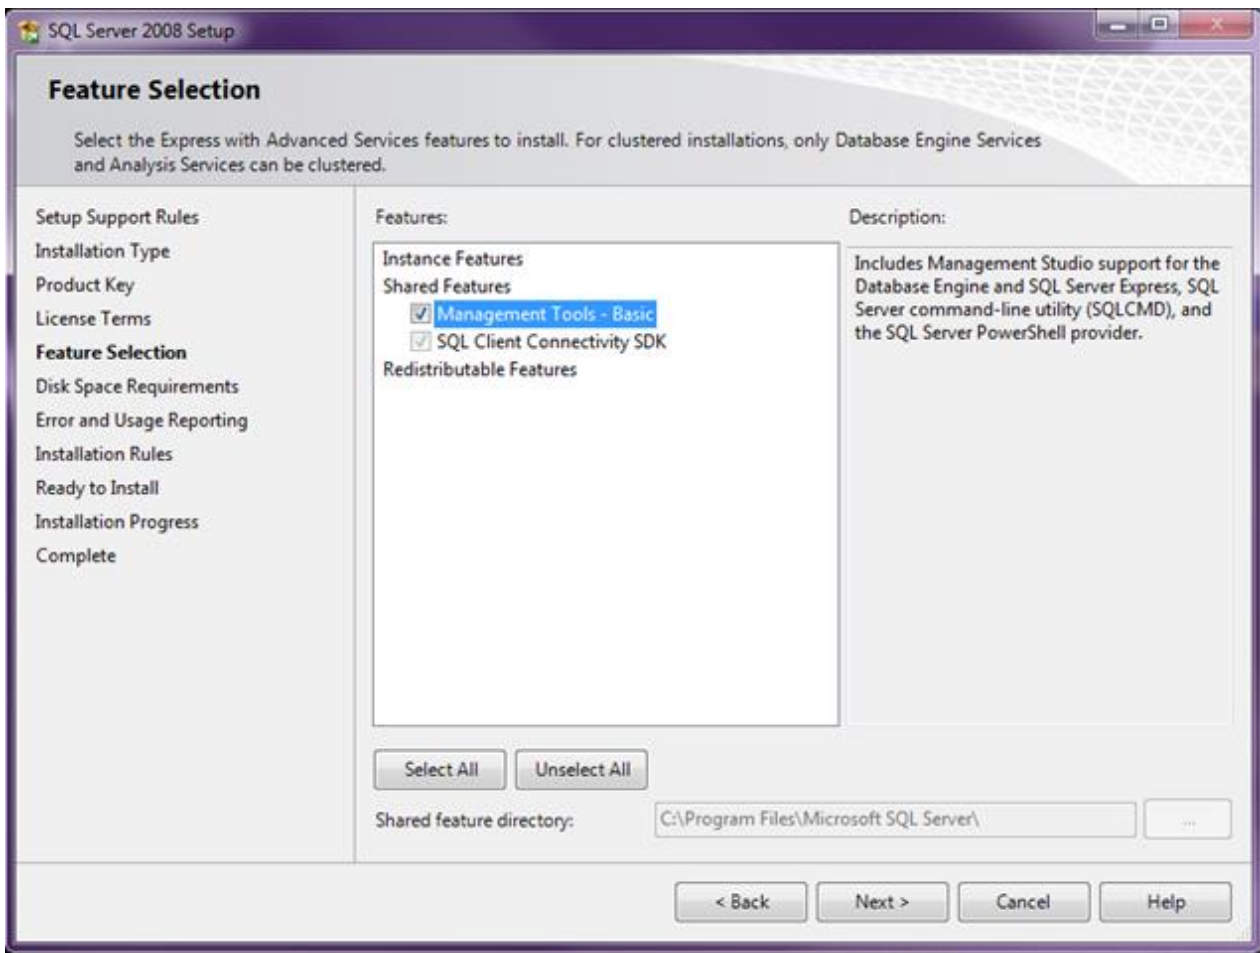 SQL Server 2008 Setup
Feature Selection
Select the Express with Advanced Services features to install. For clustered installations, only Database Engine Services
and Analysis Services can be clustered.
Setup Support Rules
Installation Type
Product Key
License Terms
Feature Selection
Disk Space Requirements
Error and Usage Reporting
Installation Rules
Ready to Install
Installation Progress
Complete
Features:
Instance Features
Shared Features
Management Tools - Basic
SQL Client Connectivity SDK
Redistributable Features
Description:
Includes Management Studio support for the
Database Engine and SQL Server Express, SQL
Server command-line utility (SQLCMD), and
the SQL Server PowerShell provider.
Select All
Unselect All
Shared feature directory:
C:\Program Files\Microsoft SQL Server\
...
< Back
Next >
Cancel
Help